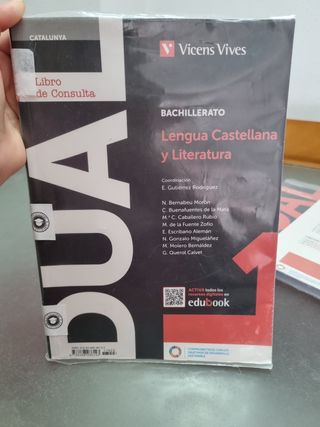 CATALUNYA
Vicens Vives
Libro
de Consulta
DUAL
BACHILLERATO
Lengua Castellana
y Literatura
Coordinación
E. Gutiérrez Rodríguez
N. Bernabeu Morón
C. Buenafuentes de la Mata
M.ª C. Caballero Rubio
M. de la Fuente Zofío
E. Escribano Alemán
N. Gonzalo Migueláñez
M. Molero Bernáldez
G. Querol Calvet
ACTIVA todos los
recursos digitales en
edubook
1